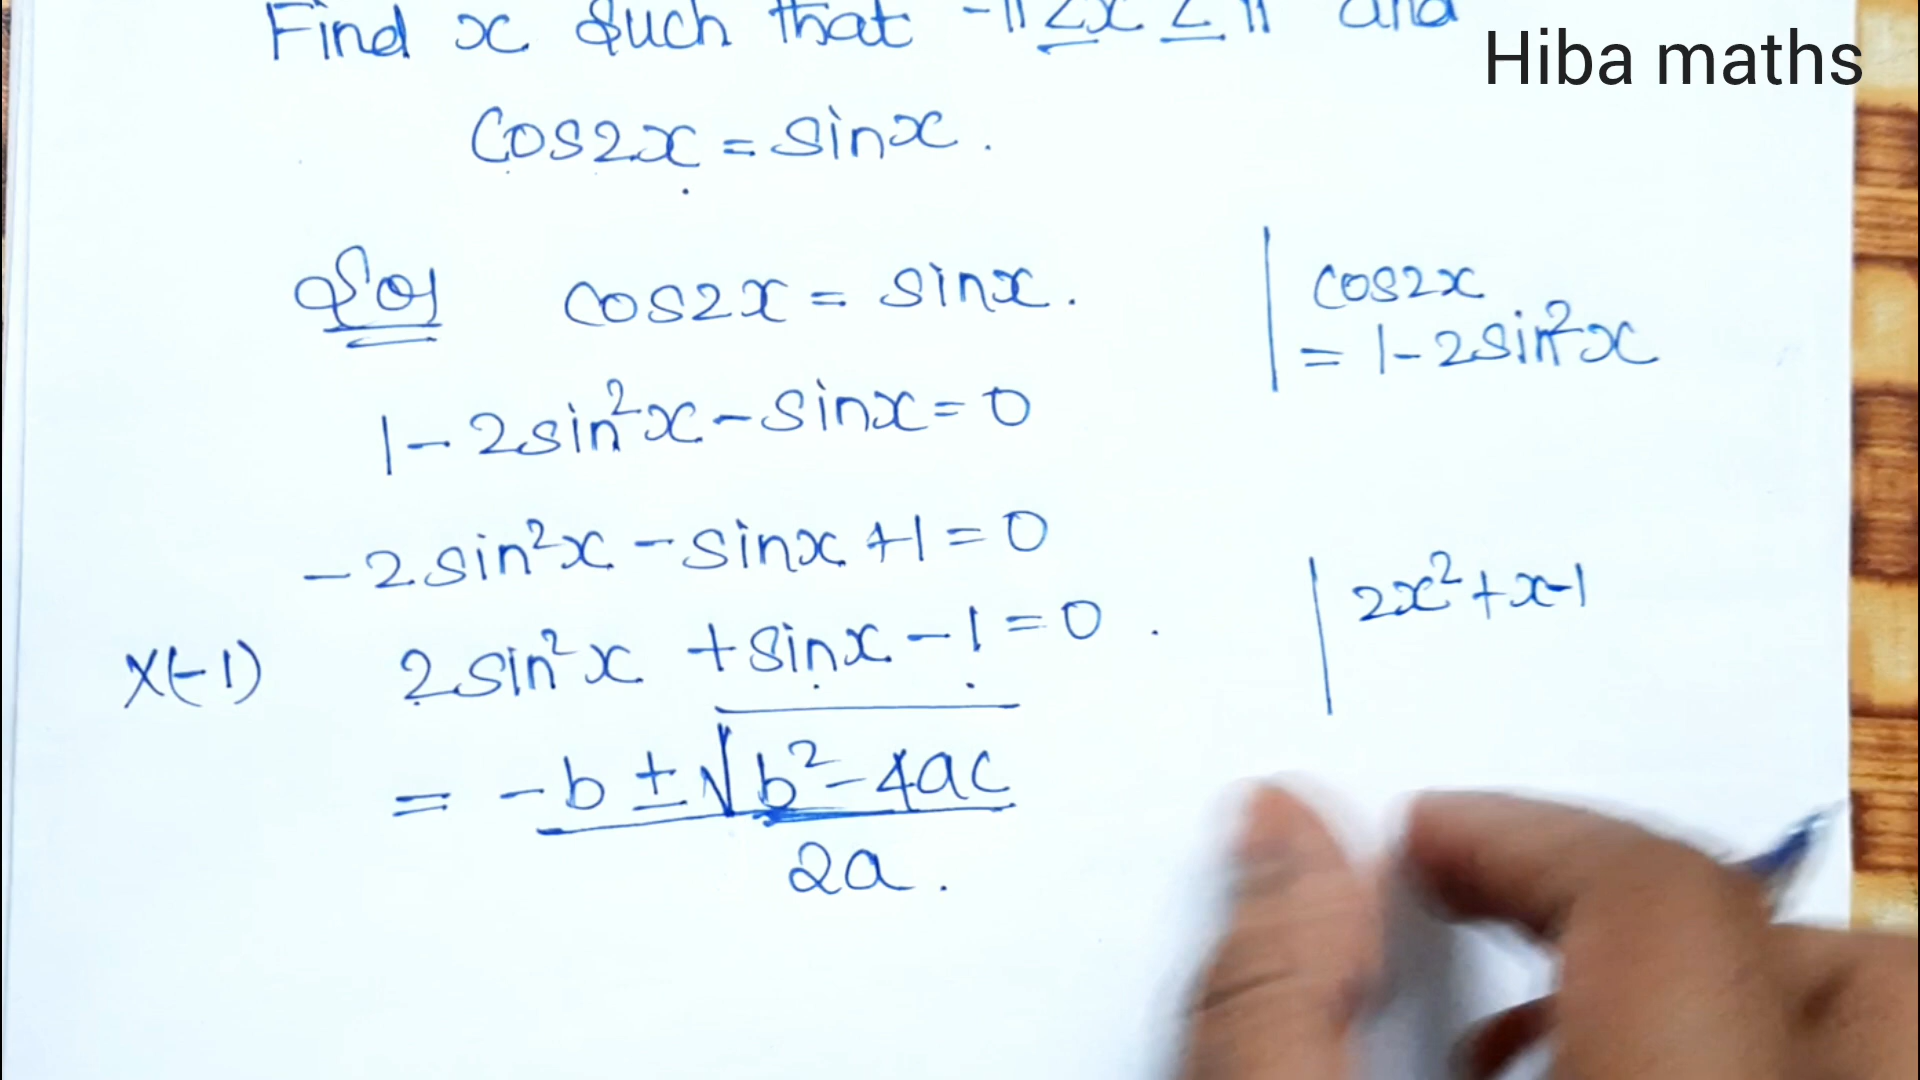 Find x such that -π ≤ x ≤ π and
Hiba maths
cos2x = sinx.
Sol cos2x = sinx.
cos2x
= 1 - 2sin²x
1 - 2sin²x - sinx = 0
-2sin²x - sinx + 1 = 0
2x² + x - 1
x(-1) 2sin²x + sinx - 1 = 0.
= -b ± √b² - 4ac
2a.